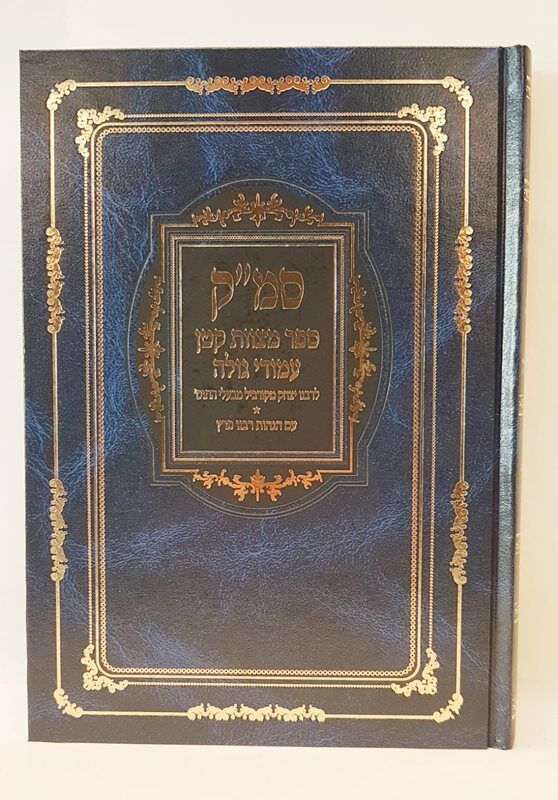 סמ"ק
ספר מצוות קטן
עמודי גולה
לרבנו יצחק מקורביל מבעלי התוס'
*
עם הגהות רבנו פרץ